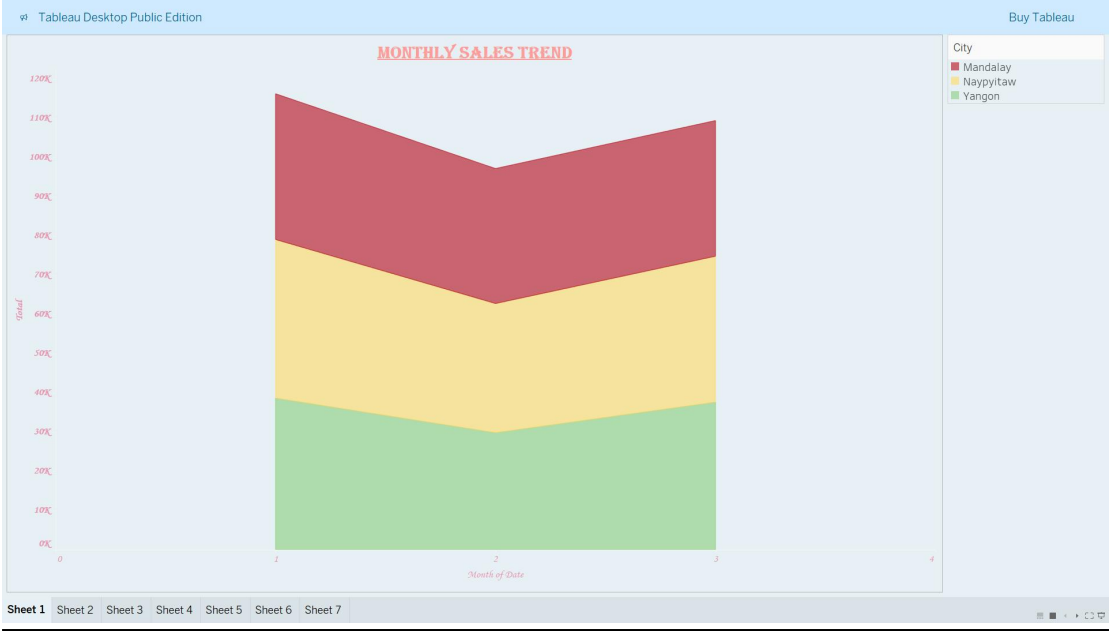 Tableau Desktop Public Edition
Buy Tableau
MONTHLY SALES TREND
City
Mandalay
Naypyitaw
Yangon
120K
110K
100K
90K
80K
70K
60K
50K
40K
30K
20K
10K
0K
Total
0 1 2 3 4
Month of Date
Sheet 1 Sheet 2 Sheet 3 Sheet 4 Sheet 5 Sheet 6 Sheet 7